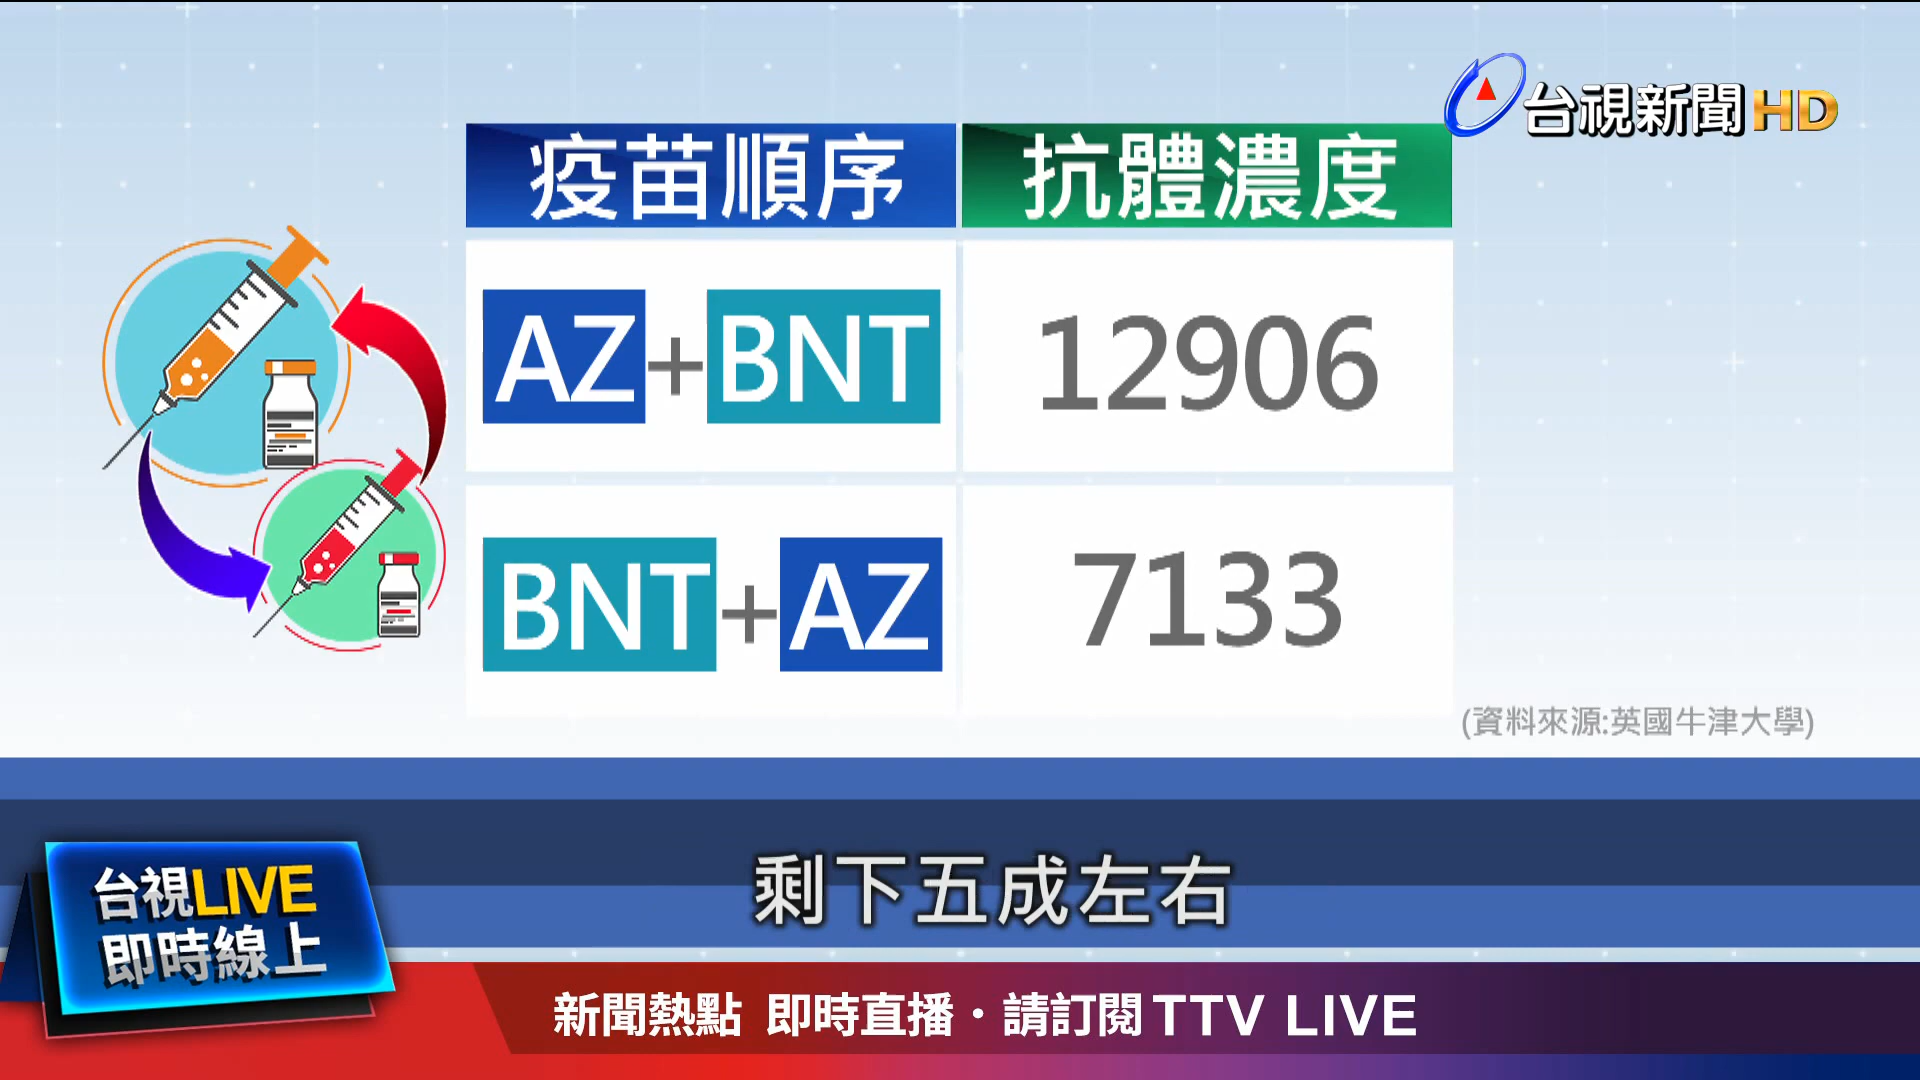 台視新聞HD
疫苗順序 抗體濃度
AZ+BNT 12906
BNT+AZ 7133
(資料來源:英國牛津大學)
剩下五成左右
台視LIVE
即時線上
新聞熱點 即時直播・請訂閱TTV LIVE